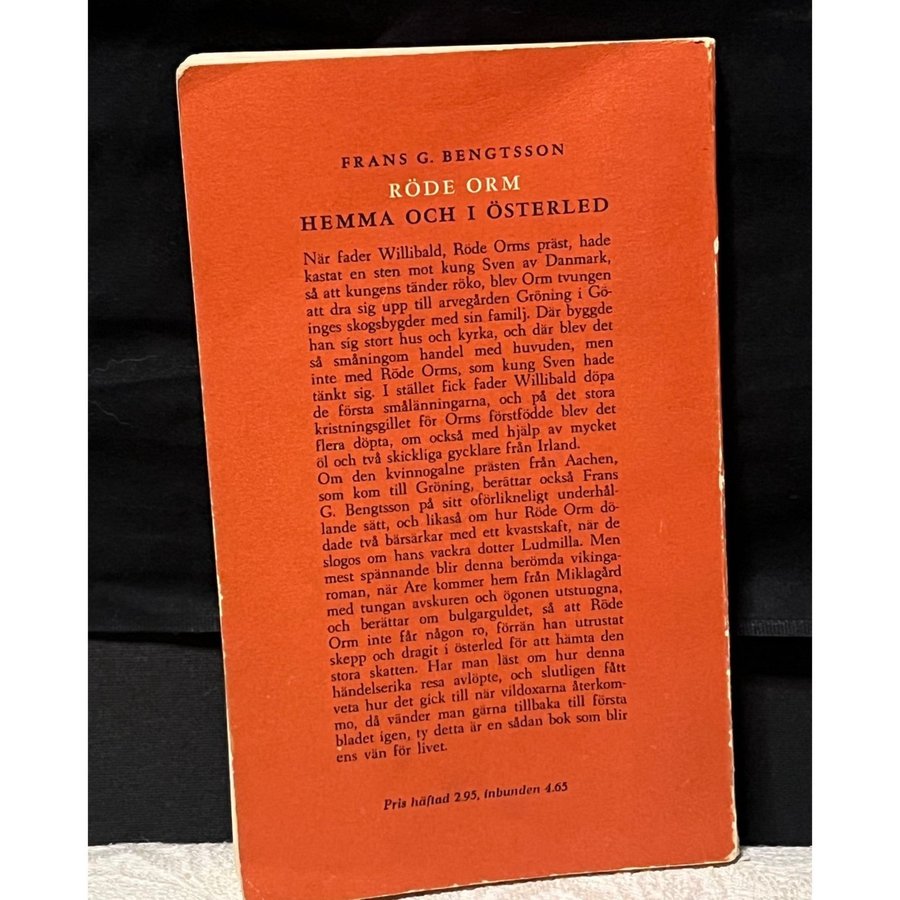 FRANS G. BENGTSSON
RÖDE ORM
HEMMA OCH I ÖSTERLED
När fader Willibald, Röde Orms präst, hade
kastat en sten mot kung Sven av Danmark,
så att kungens tänder röko, blev Orm tvungen
att dra sig upp till arvegården Gröning i Gö-
inges skogsbygder med sin familj. Där byggde
han sig stort hus och kyrka, och där blev det
så småningom handel med huvuden, men
inte med Röde Orms, som kung Sven hade
tänkt sig. I stället fick fader Willibald döpa
de första smålänningarna, och på det stora
kristningsgillet för Orms förstfödde blev det
flera döpta, om också med hjälp av mycket
öl och två skickliga gycklare från Irland.
Om den kvinnogalne prästen från Aachen,
som kom till Gröning, berättar också Frans
G. Bengtsson på sitt oförlikneligt underhål-
lande sätt, och likaså om hur Röde Orm dö-
dade två bärsärkar med ett kvastskaft, när de
slogos om hans vackra dotter Ludmilla. Men
mest spännande blir denna berömda vikinga-
roman, när Are kommer hem från Miklagård
med tungan avskuren och ögonen utstungna,
och berättar om bulgarguldet, så att Röde
Orm inte får någon ro, förrän han utrustat
skepp och dragit i österled för att hämta den
stora skatten. Har man läst om hur denna
händelserika resa avlöpte, och slutligen fått
veta hur det gick till när vildoxarna återkom-
mo, då vänder man gärna tillbaka till första
bladet igen, ty detta är en sådan bok som blir
ens vän för livet.
Pris häftad 2.95, inbunden 4.65